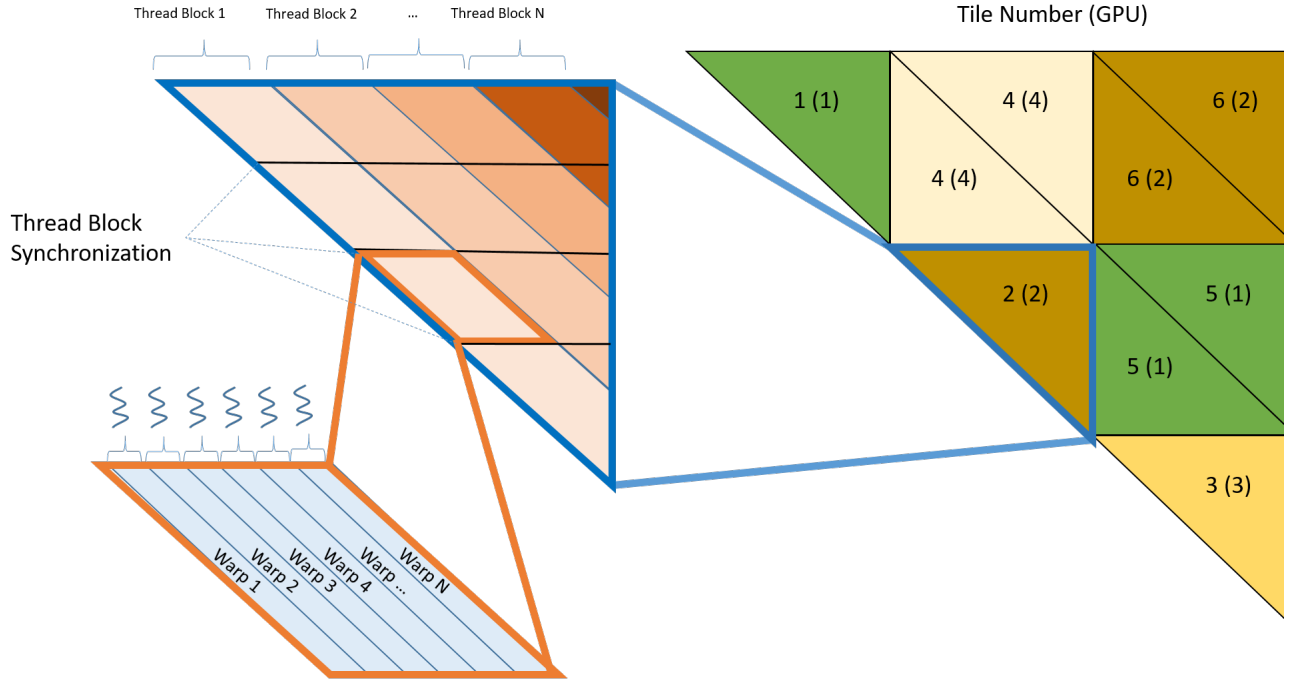 Thread Block 1
Thread Block 2
...
Thread Block N
Tile Number (GPU)
1 (1)
4 (4)
6 (2)
4 (4)
6 (2)
Thread Block
Synchronization
2 (2)
5 (1)
5 (1)
3 (3)
Warp 1
Warp 2
Warp 3
Warp 4
Warp ...
Warp N